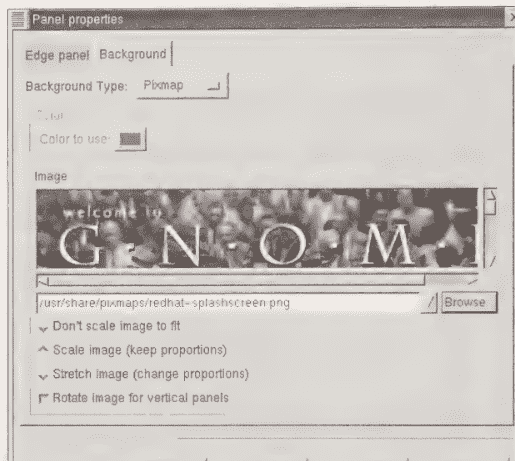 Panel properties
Edge panel Background
Background Type: Pixmap
Color
Color to use:
Image
welcome to
G·N·O·M·
/usr/share/pixmaps/redhat-splashscreen.png
Browse
Don't scale image to fit
Scale image (keep proportions)
Stretch image (change proportions)
Rotate image for vertical panels